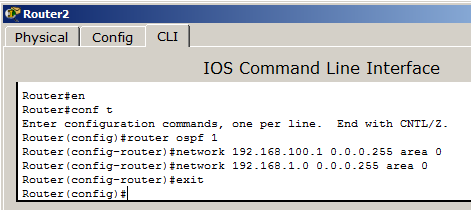 Router2
Physical Config CLI
IOS Command Line Interface
Router#en
Router#conf t
Enter configuration commands, one per line.  End with CNTL/Z.
Router(config)#router ospf 1
Router(config-router)#network 192.168.100.1 0.0.0.255 area 0
Router(config-router)#network 192.168.1.0 0.0.0.255 area 0
Router(config-router)#exit
Router(config)#